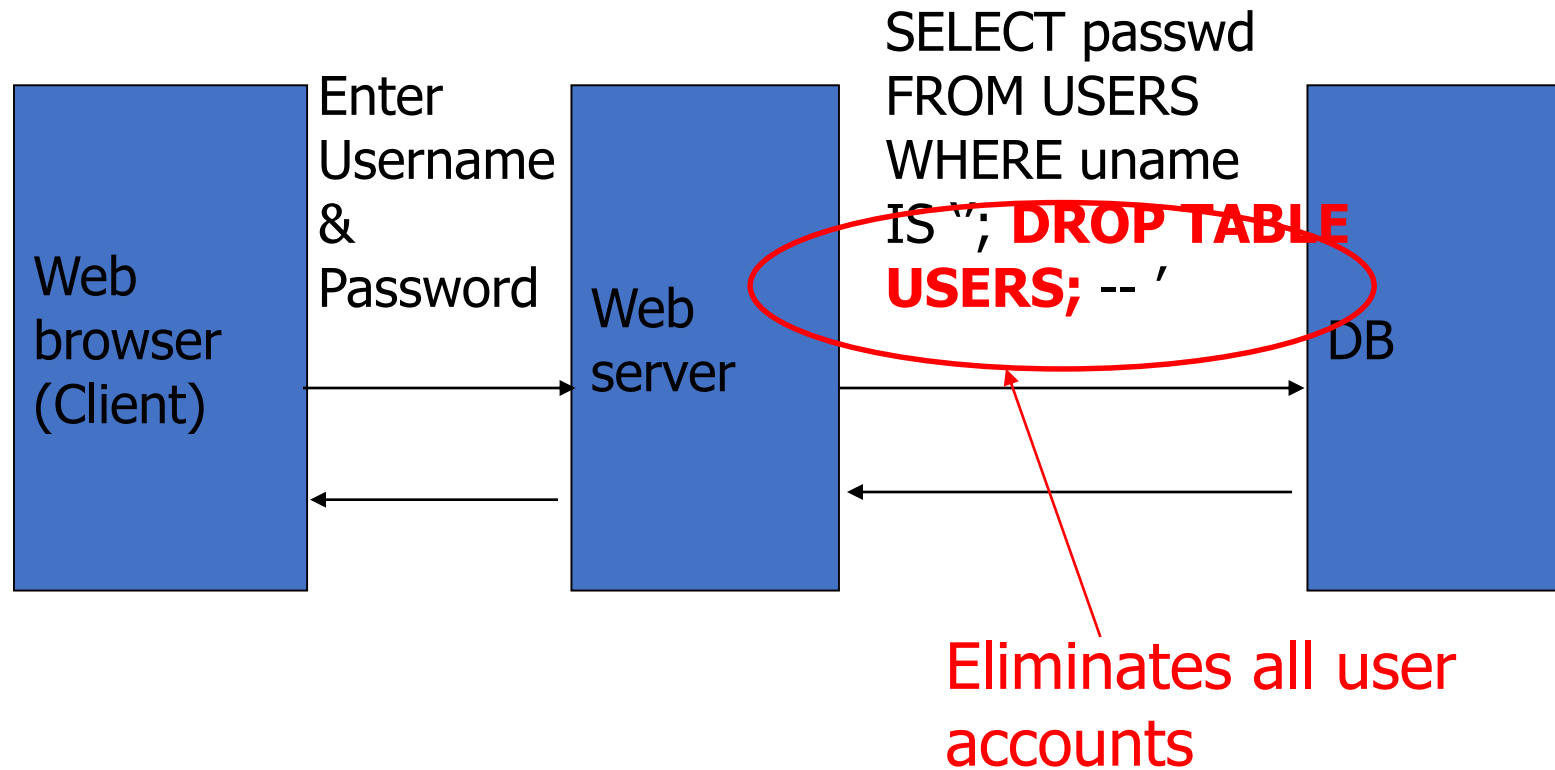 Web
browser
(Client)
Enter
Username
&
Password
Web
server
SELECT passwd
FROM USERS
WHERE uname
IS ‘’; DROP TABLE
USERS; -- ’
DB
Eliminates all user
accounts